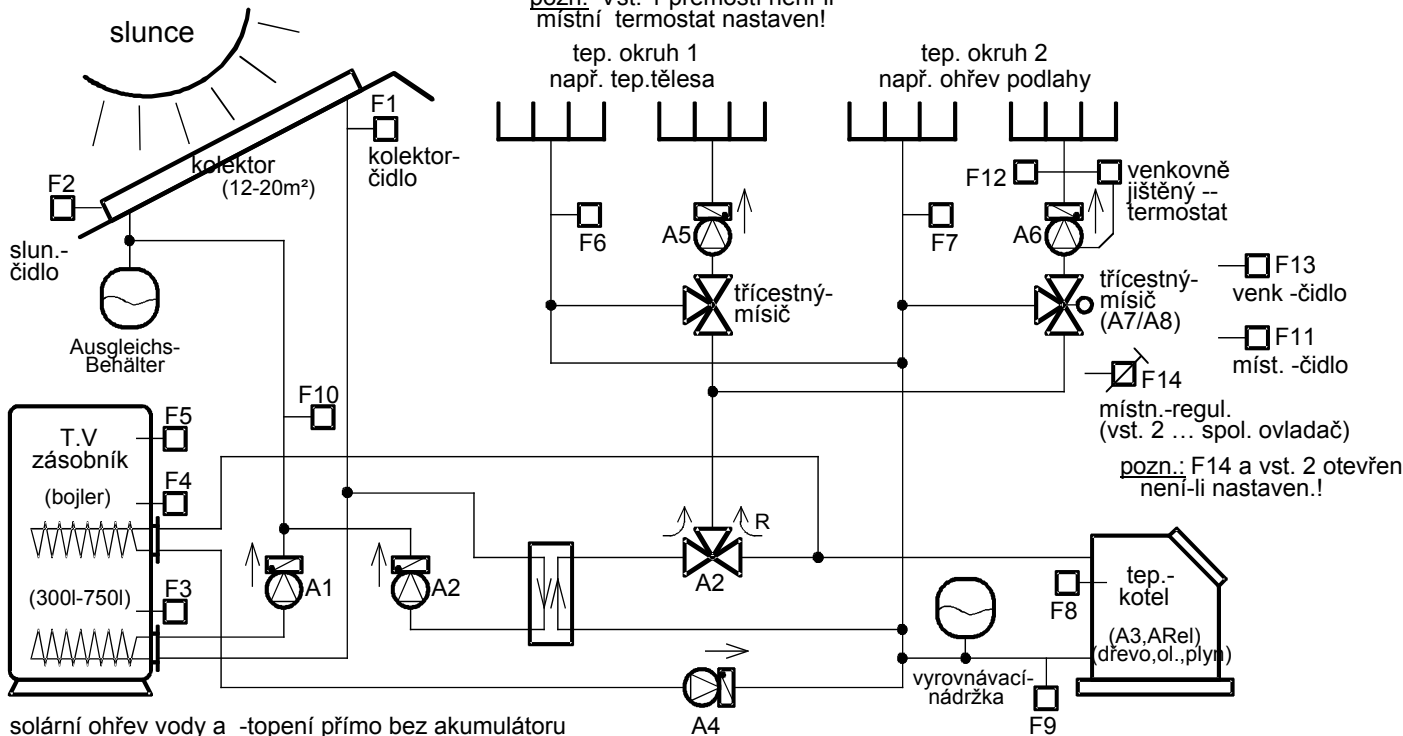 pozn. Vst. 1 přemostí není-li
místní termostat nastaven!
slunce
tep. okruh 1
např. tep.tělesa
tep. okruh 2
např. ohřev podlahy
F1
kolektor-
čidlo
kolektor
(12-20m²)
F2
slun.-
čidlo
Ausgleichs-
Behälter
F10
F6
A5
třícestný-
mísič
F7
F12
venkovně
jištěný --
termostat
A6
třícestný-
mísič
(A7/A8)
F13
venk -čidlo
F11
míst. -čidlo
F14
místn.-regul.
(vst. 2 ... spol. ovladač)
pozn.: F14 a vst. 2 otevřen
není-li nastaven.!
T.V
zásobník
(bojler)
(300l-750l)
F5
F4
F3
A1
A2
R
A2
A4
vyrovnávací-
nádržka
F8
F9
tep.-
kotel
(A3,ARel)
(dřevo,ol.,plyn)
solární ohřev vody a -topení přímo bez akumulátoru